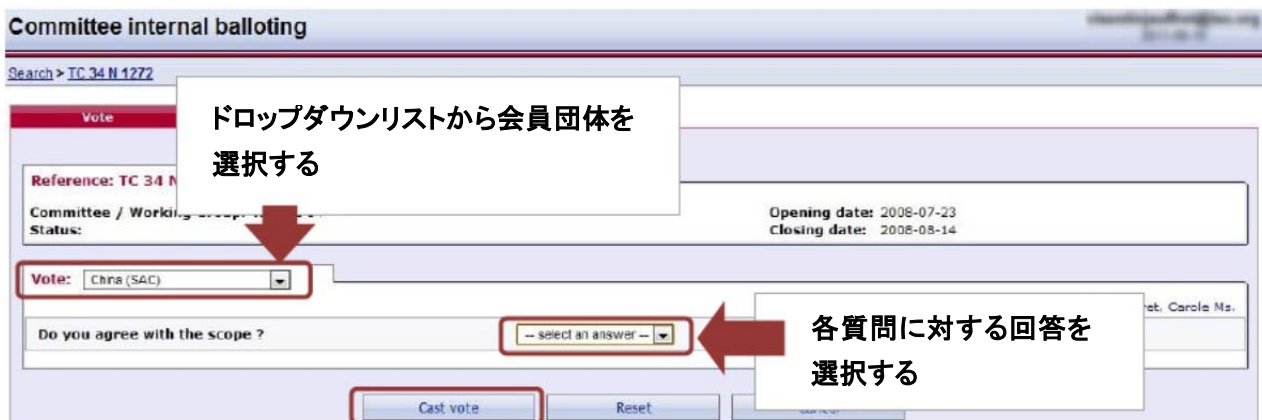 Committee internal balloting
Search > TC 34 N 1272
Vote
ドロップダウンリストから会員団体を
選択する
Reference: TC 34 N
Committee / Working
Opening date: 2008-07-23
Status:
Closing date: 2008-08-14
Vote: China (SAC)
ret, Carole Ms.
Do you agree with the scope ?
-- select an answer --
各質問に対する回答を
選択する
Cast vote
Reset